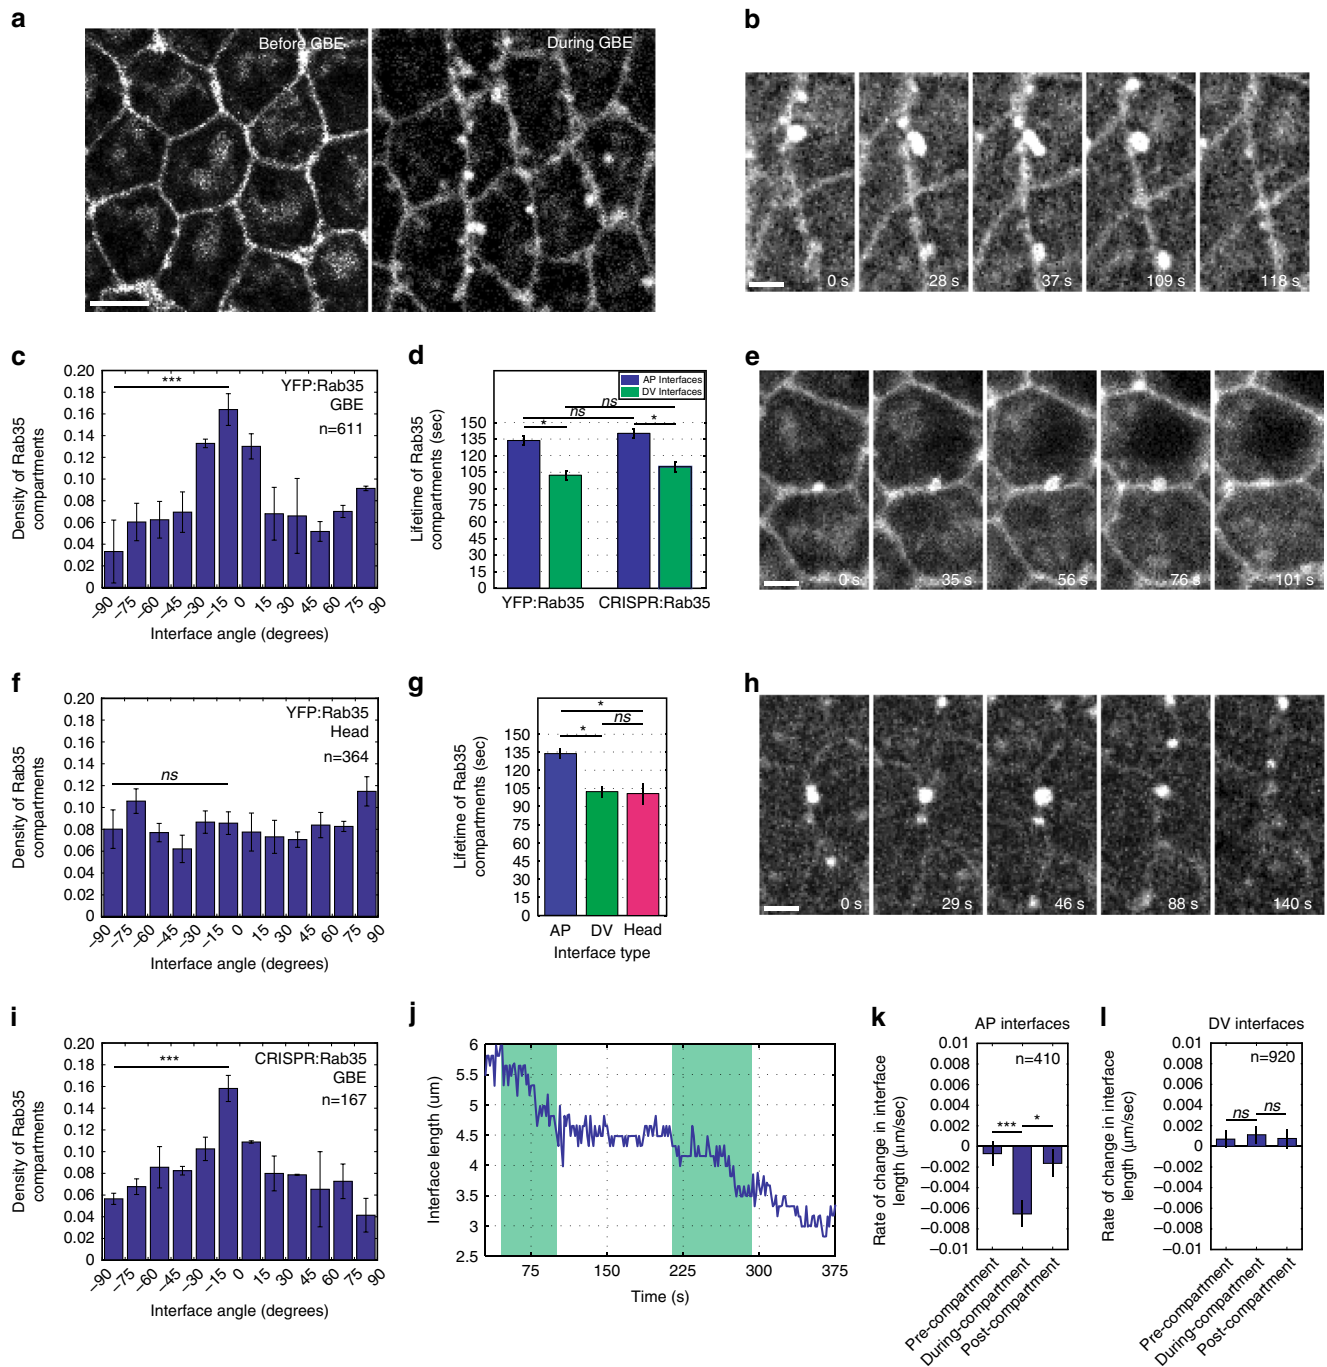 a
Before GBE
During GBE
b
0 s
28 s
37 s
109 s
118 s
c
0.20
0.18
0.16
0.14
0.12
0.10
0.08
0.06
0.04
0.02
0
Density of Rab35
compartments
***
YFP:Rab35
GBE
n=611
–90
–75
–60
–45
–30
–15
0
15
30
45
60
75
90
Interface angle (degrees)
d
AP Interfaces
DV Interfaces
ns
ns
*
*
150
135
120
105
90
75
60
45
30
15
0
Lifetime of Rab35
compartments (sec)
YFP:Rab35
CRISPR:Rab35
e
0 s
35 s
56 s
76 s
101 s
f
0.20
0.18
0.16
0.14
0.12
0.10
0.08
0.06
0.04
0.02
0
Density of Rab35
compartments
ns
YFP:Rab35
Head
n=364
–90
–75
–60
–45
–30
–15
0
15
30
45
60
75
90
Interface angle (degrees)
g
*
ns
*
150
135
120
105
90
75
60
45
30
15
0
Lifetime of Rab35
compartments (sec)
AP
DV
Head
Interface type
h
0 s
29 s
46 s
88 s
140 s
i
0.20
0.18
0.16
0.14
0.12
0.10
0.08
0.06
0.04
0.02
0
Density of Rab35
compartments
***
CRISPR:Rab35
GBE
n=167
–90
–75
–60
–45
–30
–15
0
15
30
45
60
75
90
Interface angle (degrees)
j
6
5.5
5
4.5
4
3.5
3
2.5
Interface length (um)
75
150
225
300
375
Time (s)
k
AP interfaces
0.01
0.008
0.006
0.004
0.002
0
–0.002
–0.004
–0.006
–0.008
–0.01
Rate of change in interface
length (µm/sec)
n=410
***
*
Pre-compartment
During-compartment
Post-compartment
l
DV interfaces
0.01
0.008
0.006
0.004
0.002
0
–0.002
–0.004
–0.006
–0.008
–0.01
Rate of change in interface
length (µm/sec)
n=920
ns
ns
Pre-compartment
During-compartment
Post-compartment